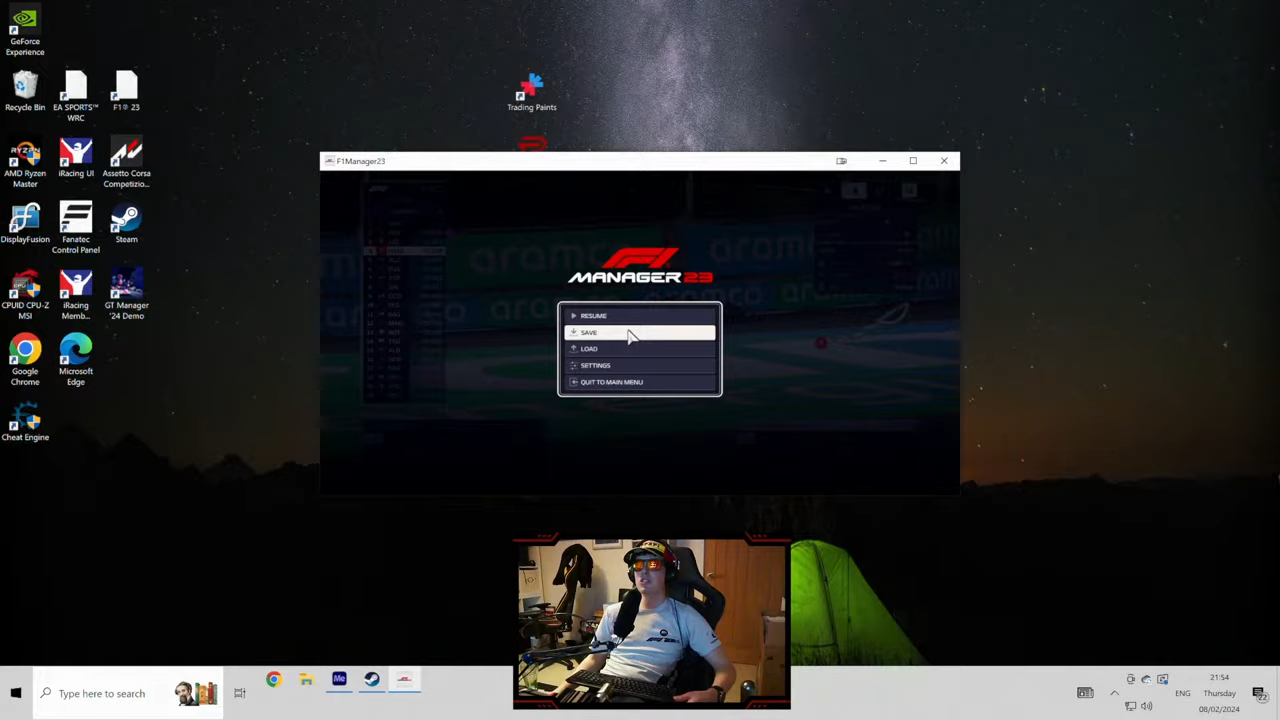 GeForce
Experience
Recycle Bin
EA SPORTS™
WRC
F1® 23
Trading Paints
AMD Ryzen
Master
iRacing UI
Assetto Corsa
Competizio...
F1Manager23
DisplayFusion
Fanatec
Control Panel
Steam
aramco
MANAGER 23
CPUID CPU-Z
MSI
iRacing
Memb...
GT Manager
'24 Demo
RESUME
SAVE
LOAD
SETTINGS
QUIT TO MAIN MENU
Google
Chrome
Microsoft
Edge
Cheat Engine
Type here to search
Me
ENG
21:54
Thursday
08/02/2024